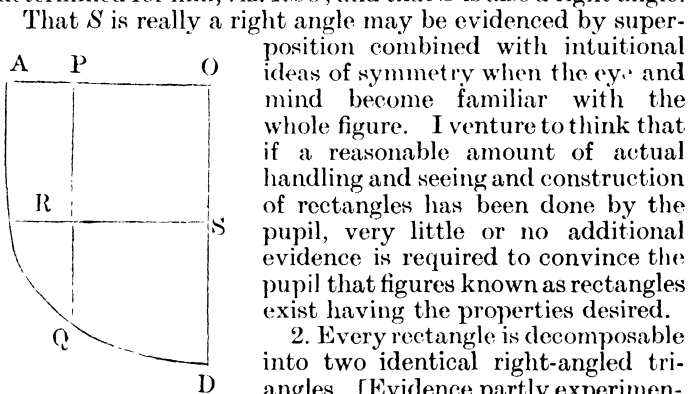 That S is really a right angle may be evidenced by super-
position combined with intuitional
ideas of symmetry when the eye and
mind become familiar with the
whole figure. I venture to think that
if a reasonable amount of actual
handling and seeing and construction
of rectangles has been done by the
pupil, very little or no additional
evidence is required to convince the
pupil that figures known as rectangles
exist having the properties desired.
2. Every rectangle is decomposable
into two identical right-angled tri-
angles. [Evidence partly experimen-
A P O
R
S
Q
D